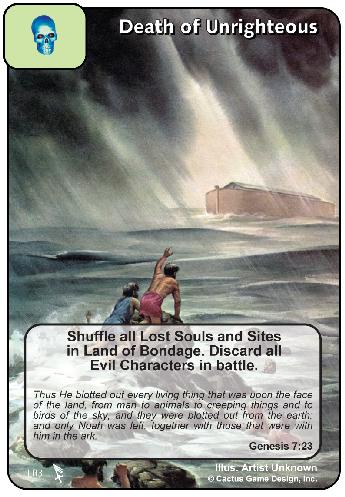 Death of Unrighteous
Shuffle all Lost Souls and Sites
in Land of Bondage. Discard all
Evil Characters in battle.
Thus He blotted out every living thing that was upon the face
of the land, from man to animals to creeping things and to
birds of the sky, and they were blotted out from the earth;
and only Noah was left, together with those that were with
him in the ark.
Genesis 7:23
Illus. Artist Unknown
© Cactus Game Design, Inc.